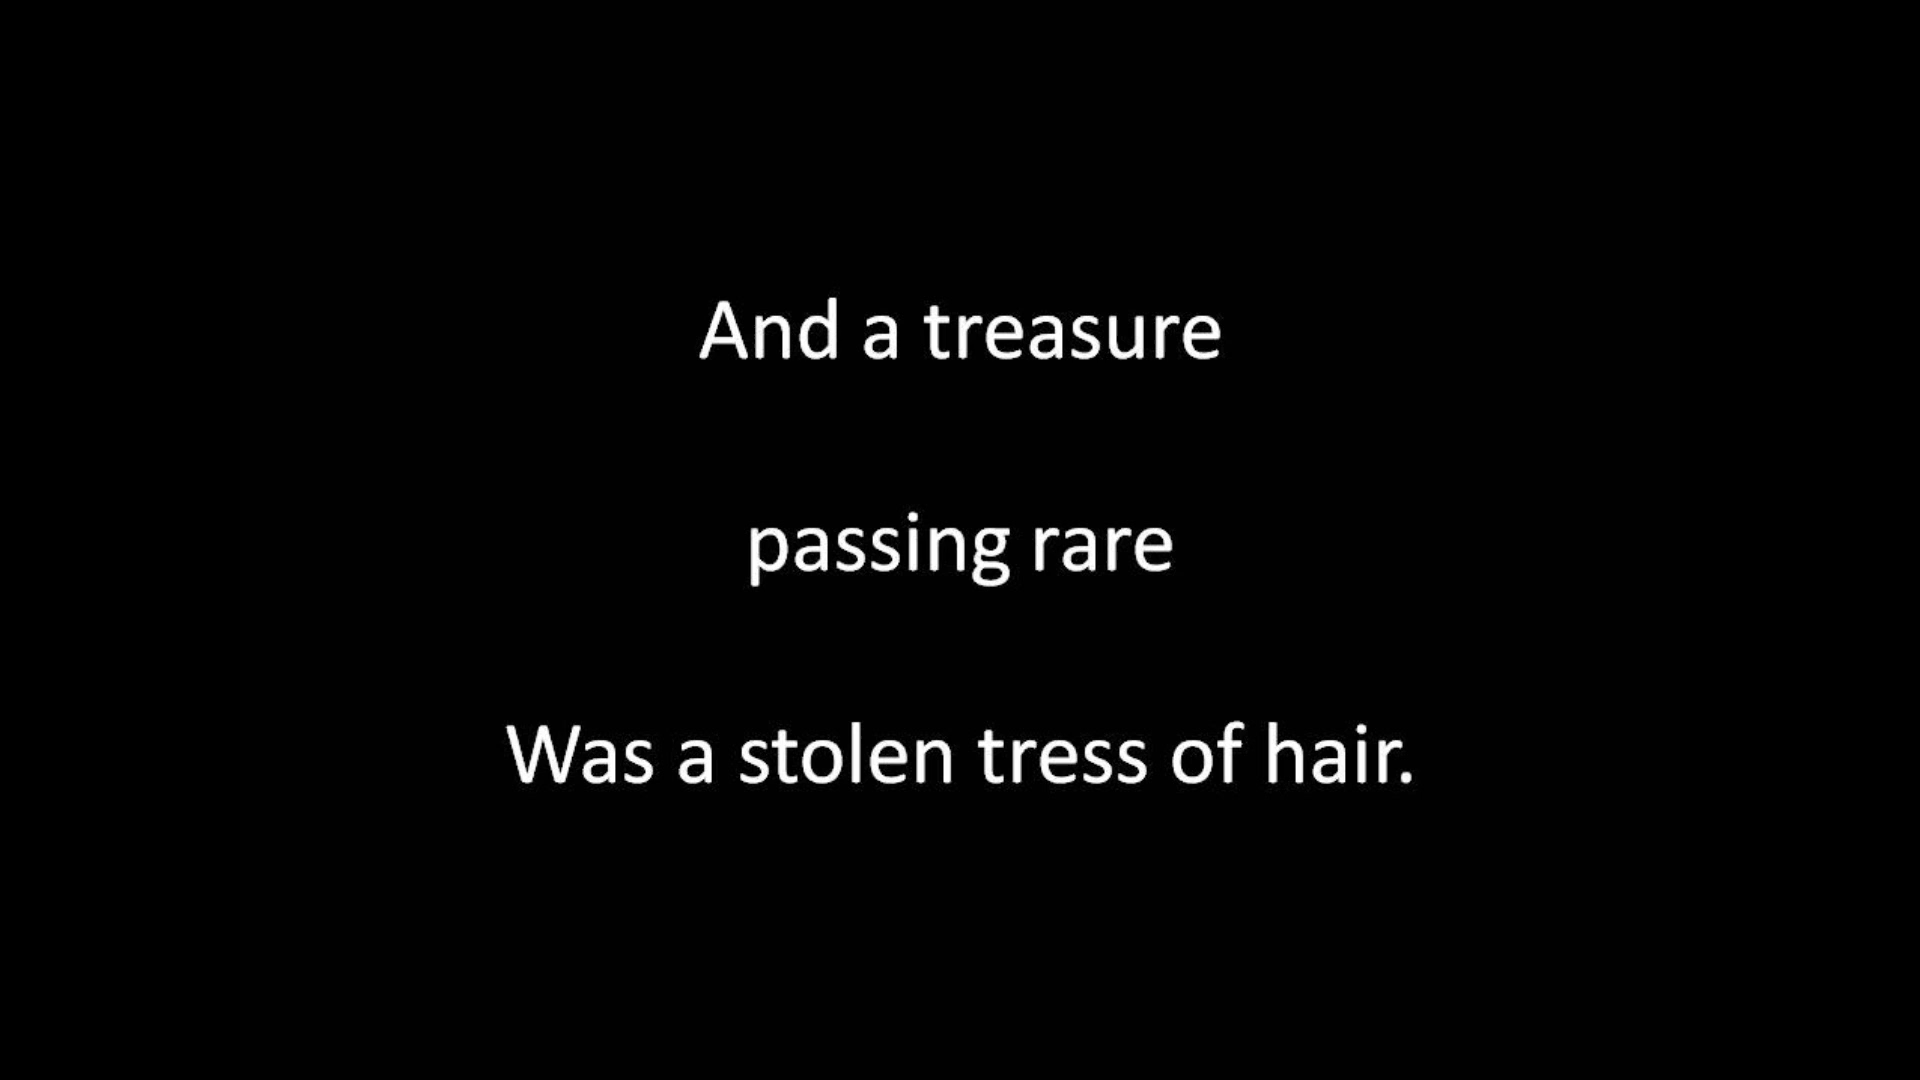 And a treasure
passing rare
Was a stolen tress of hair.